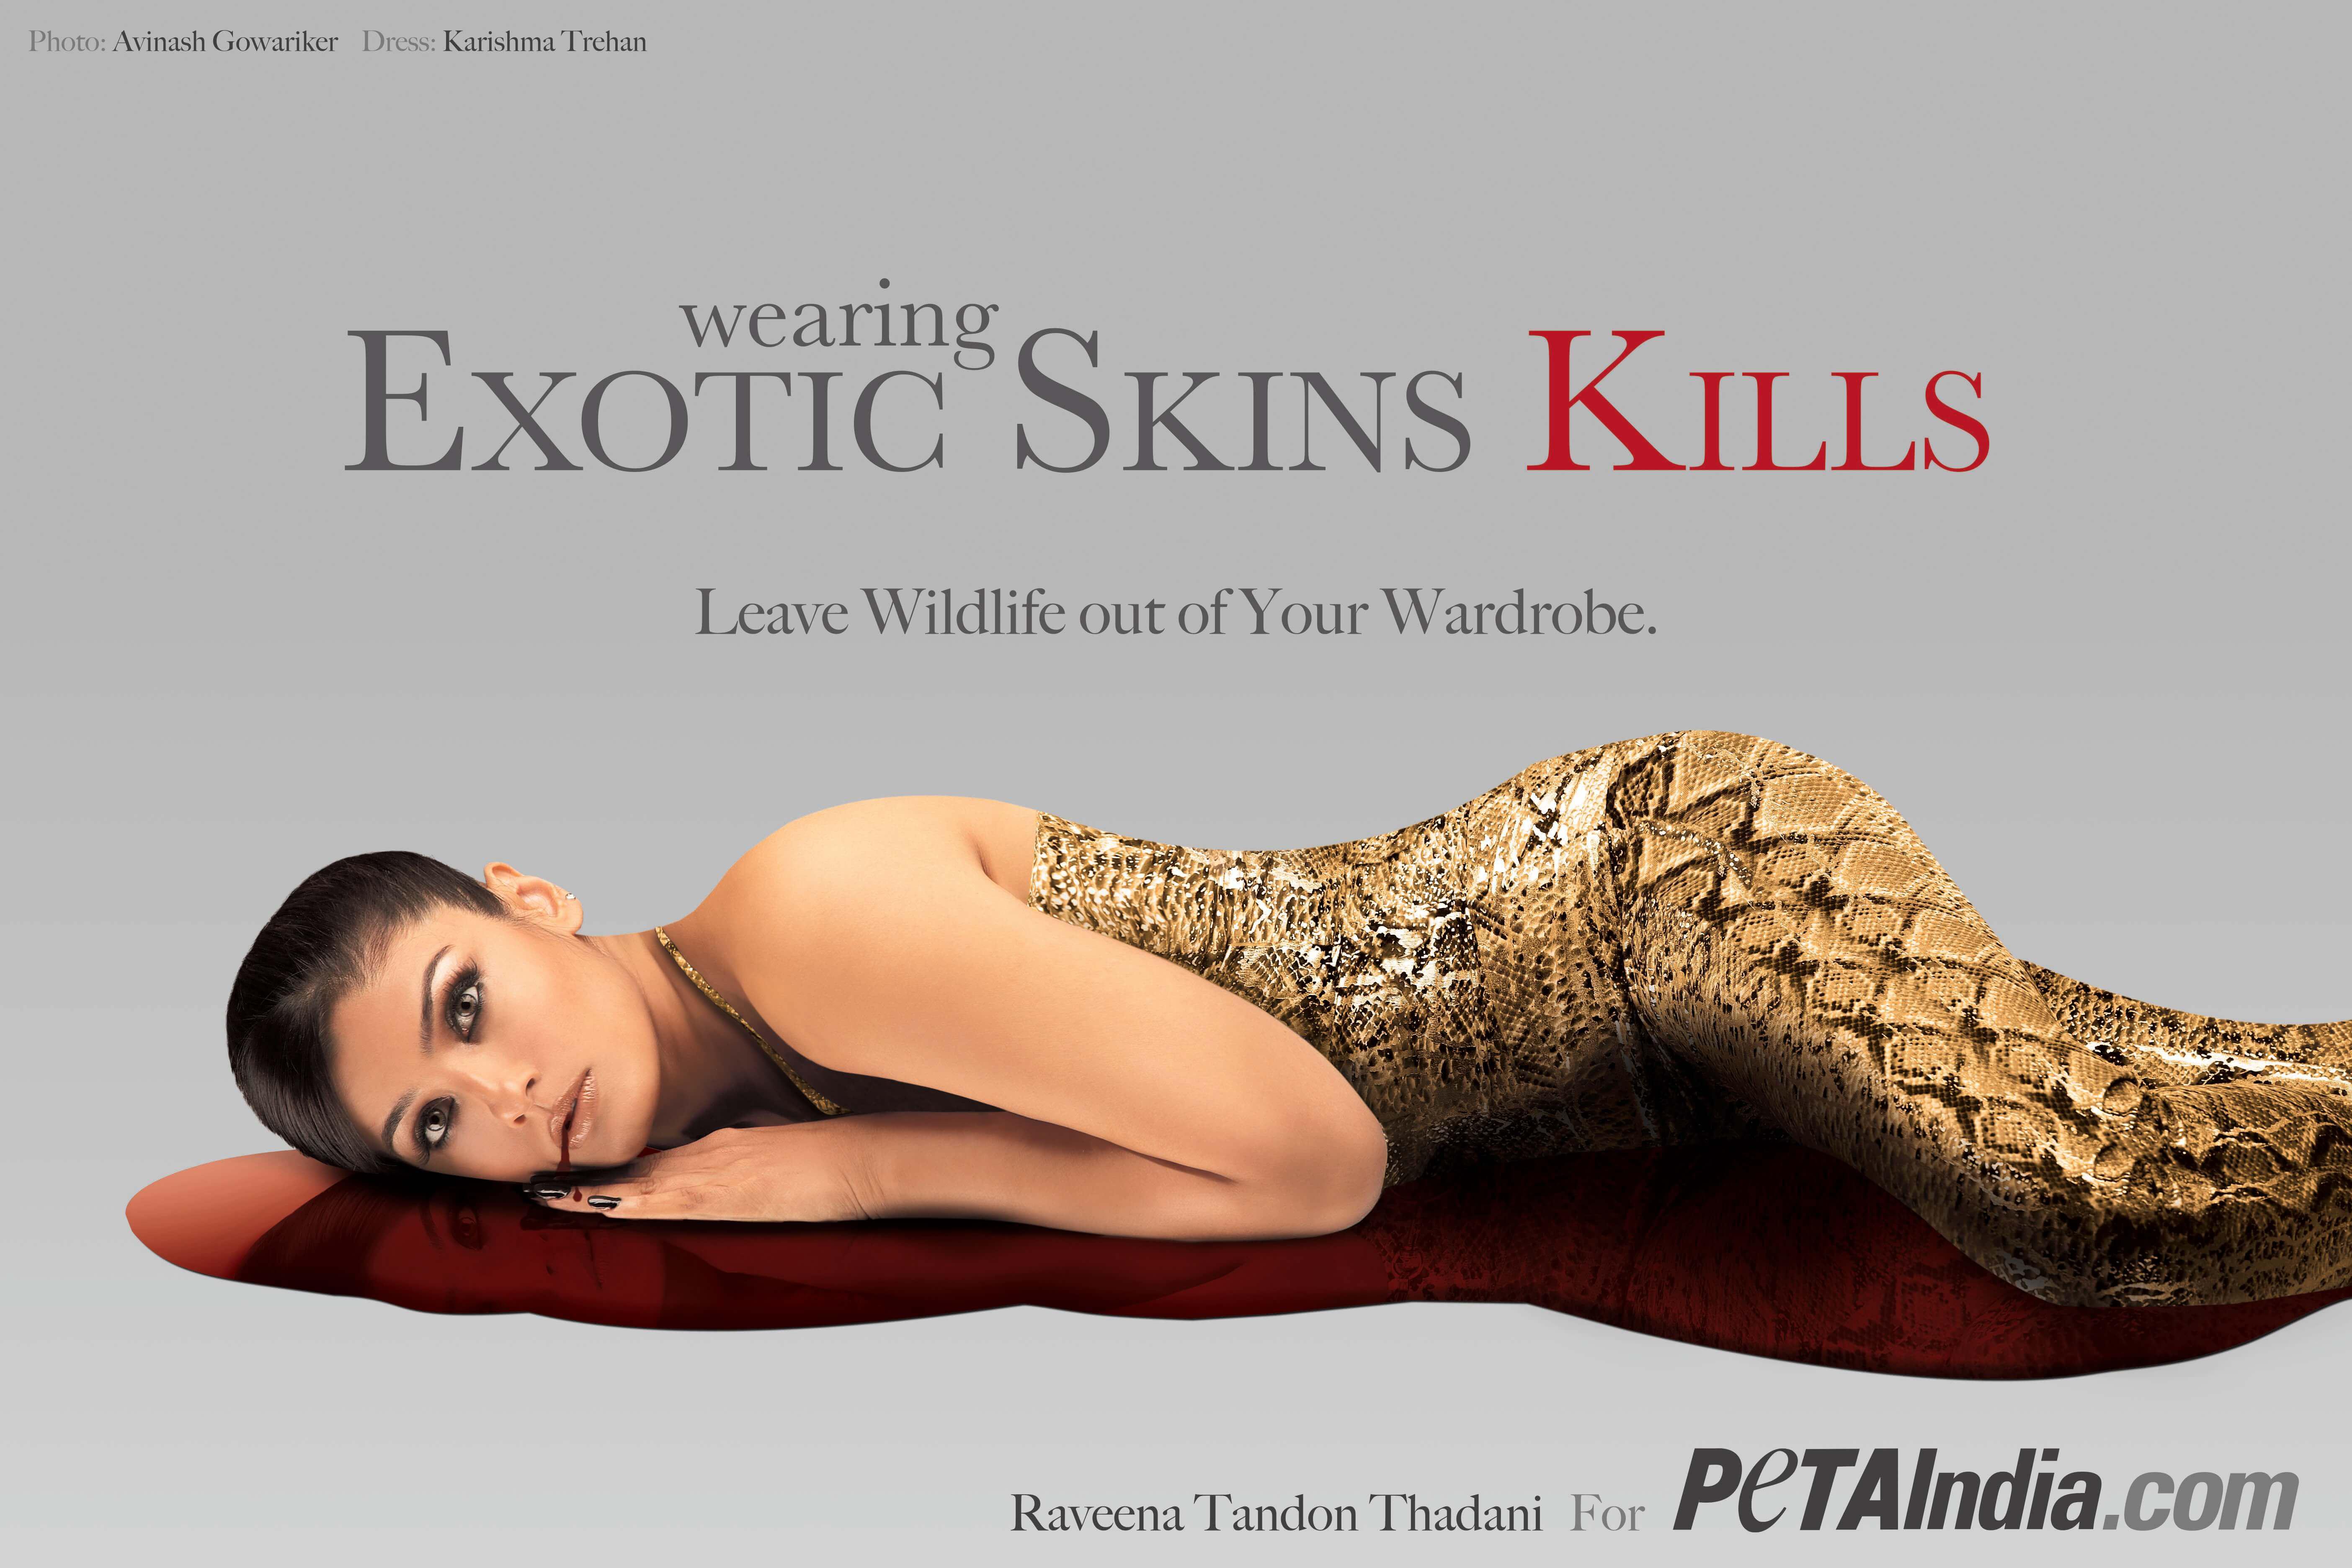 Photo: Avinash Gowariker Dress: Karishma Trehan
wearing
Exotic Skins Kills
Leave Wildlife out of Your Wardrobe.
Raveena Tandon Thadani For PeTAIndia.com